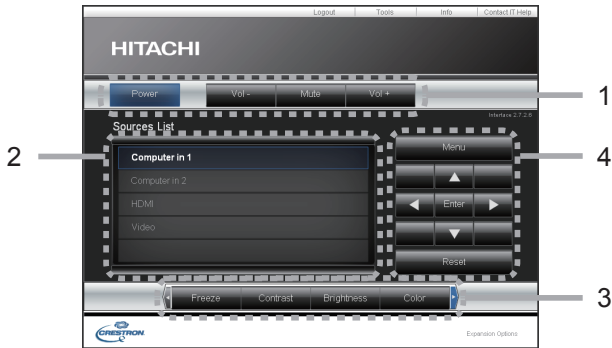 Logout Tools Info Contact IT Help
HITACHI
Power Vol - Mute Vol + 1
Interface 2.7.2.6
Sources List
Menu
2 Computer in 1 4
Computer in 2
HDMI Enter
Video
Reset
Freeze Contrast Brightness Color 3
CRESTRON
Expansion Options